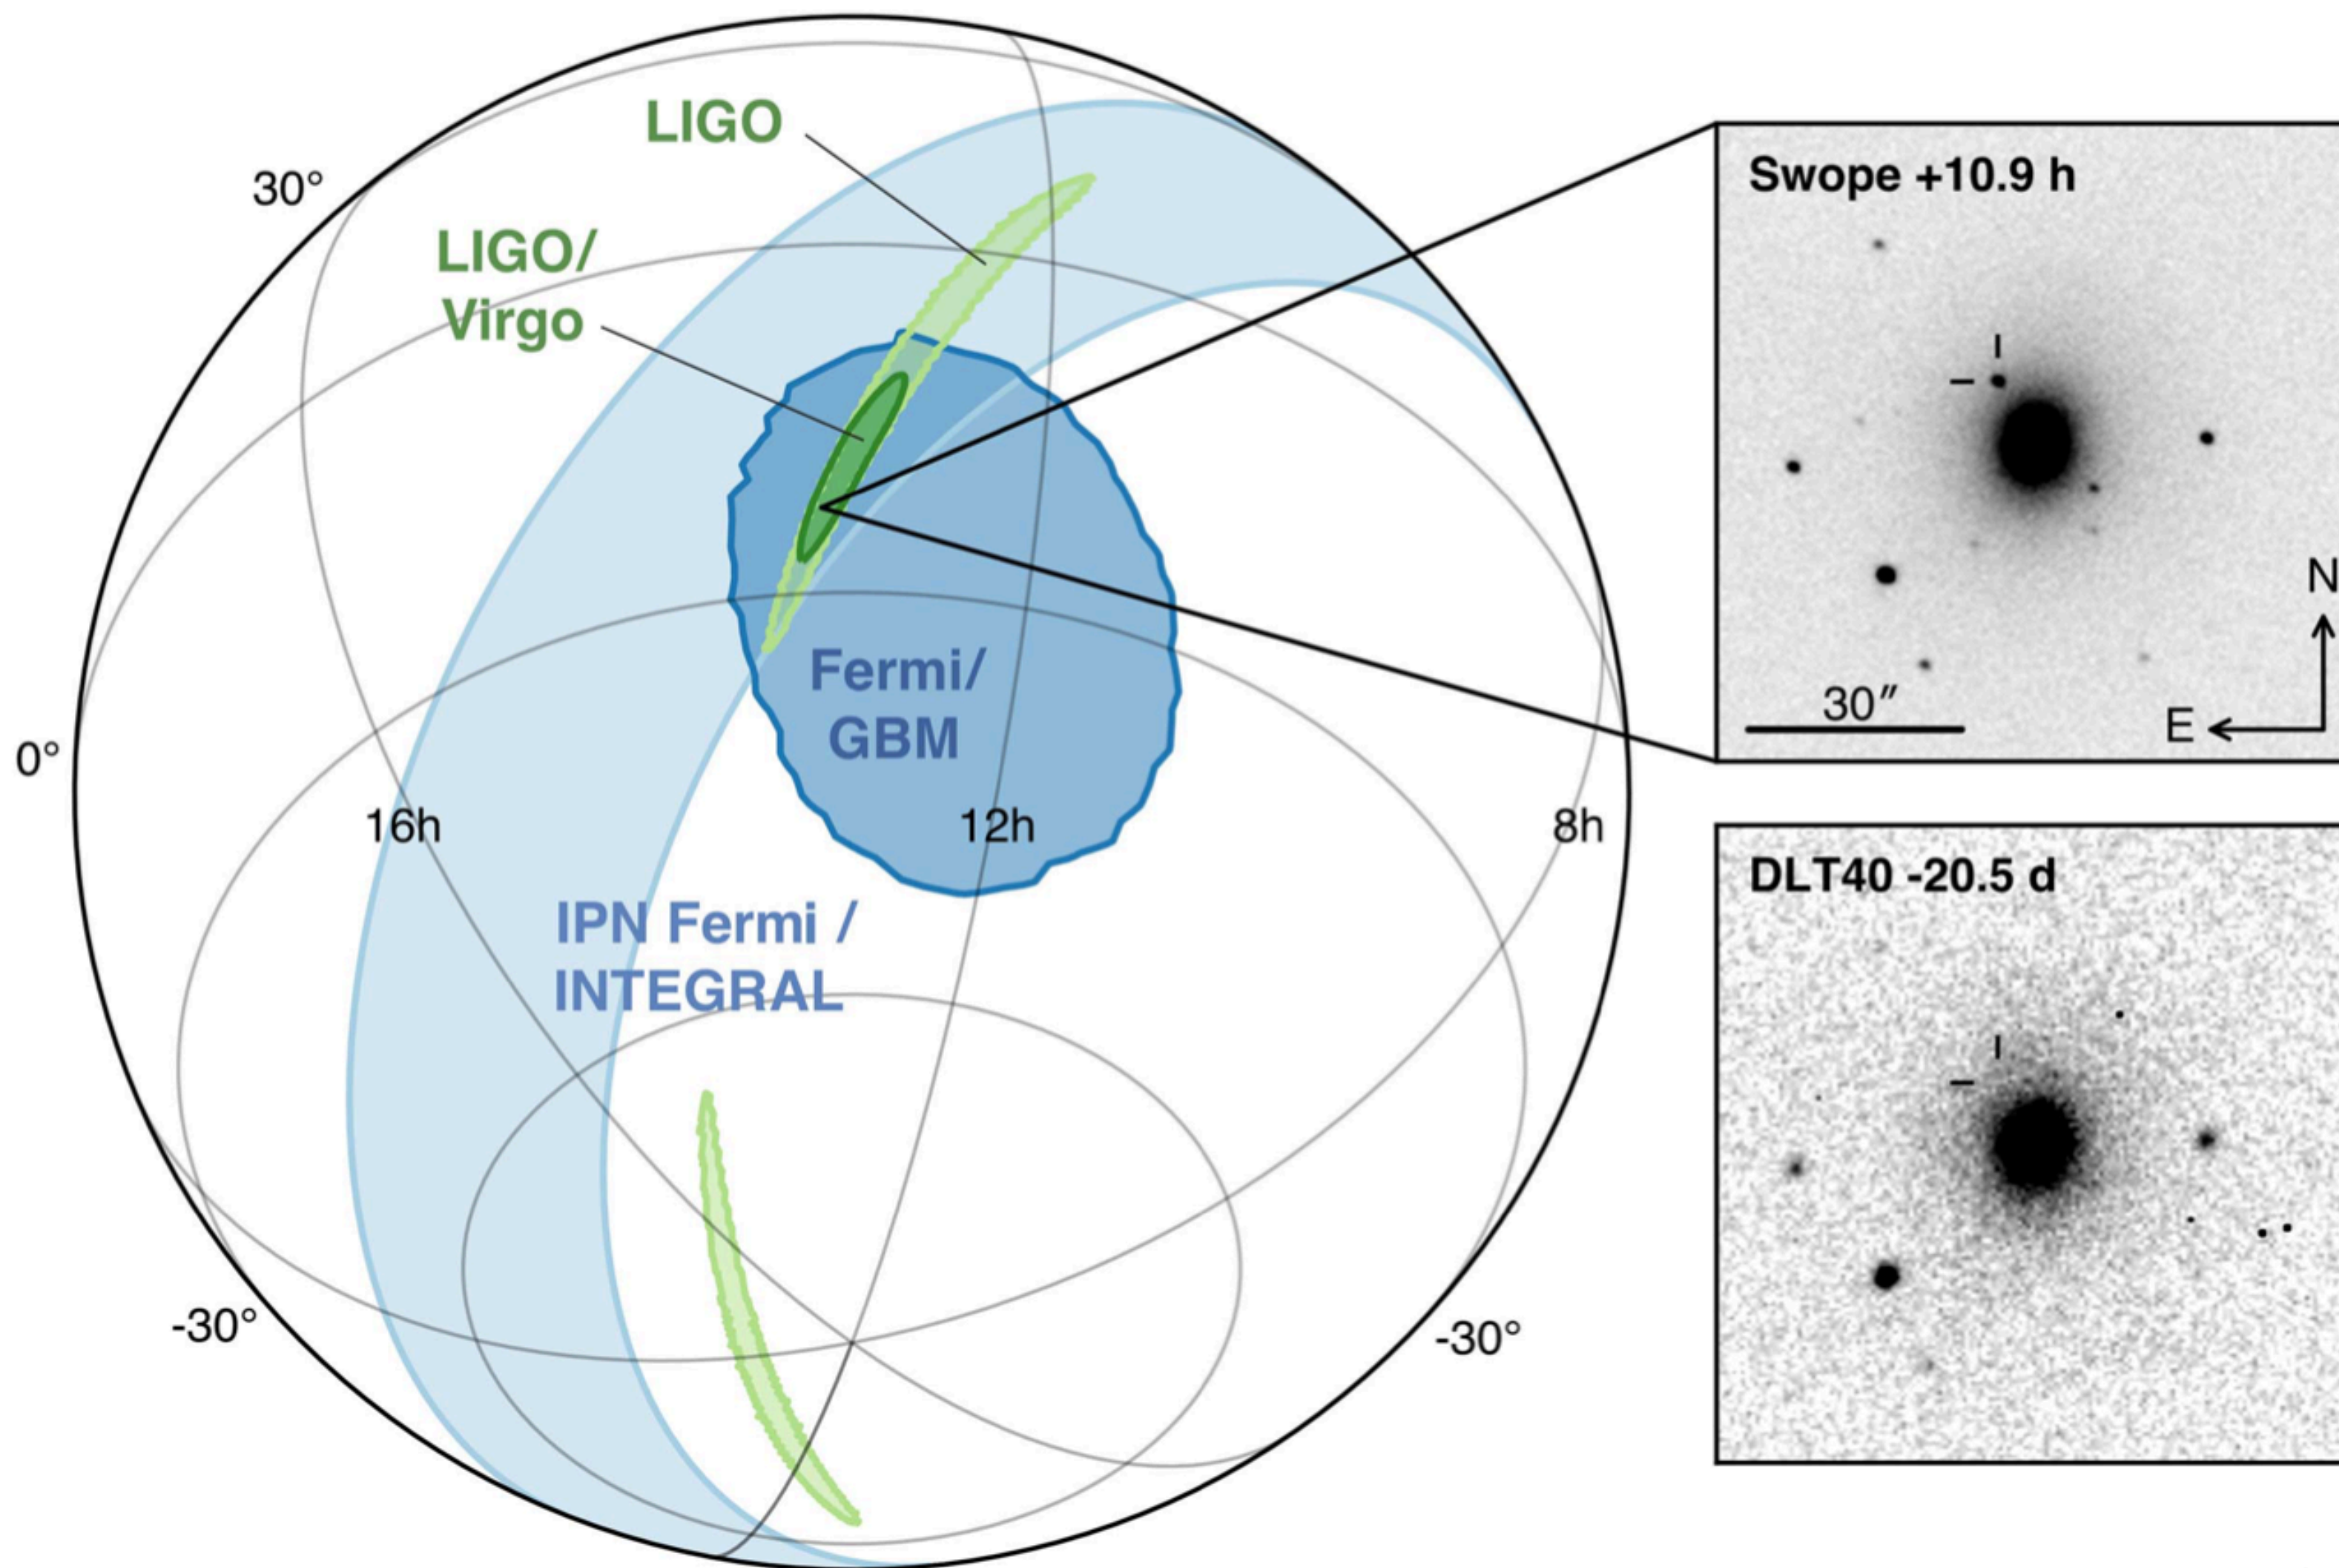 LIGO
30°
LIGO/
Virgo
Swope +10.9 h
N
30″
E
Fermi/
GBM
0°
16h
12h
8h
DLT40 -20.5 d
IPN Fermi /
INTEGRAL
-30°
-30°